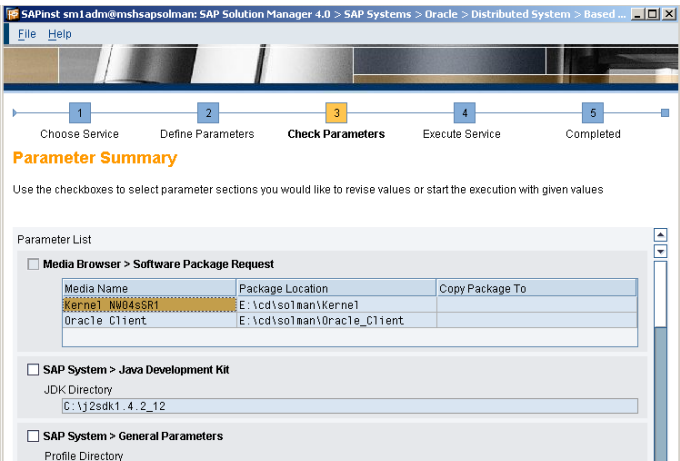 SAPinst sm1adm@mshsapsolman: SAP Solution Manager 4.0 > SAP Systems > Oracle > Distributed System > Based ...
File Help
1 2 3 4 5
Choose Service Define Parameters Check Parameters Execute Service Completed
Parameter Summary
Use the checkboxes to select parameter sections you would like to revise values or start the execution with given values
Parameter List
Media Browser > Software Package Request
Media Name Package Location Copy Package To
Kernel NW04sSR1 E:\cd\solman\Kernel
Oracle Client E:\cd\solman\Oracle_Client
SAP System > Java Development Kit
JDK Directory
C:\j2sdk1.4.2_12
SAP System > General Parameters
Profile Directory